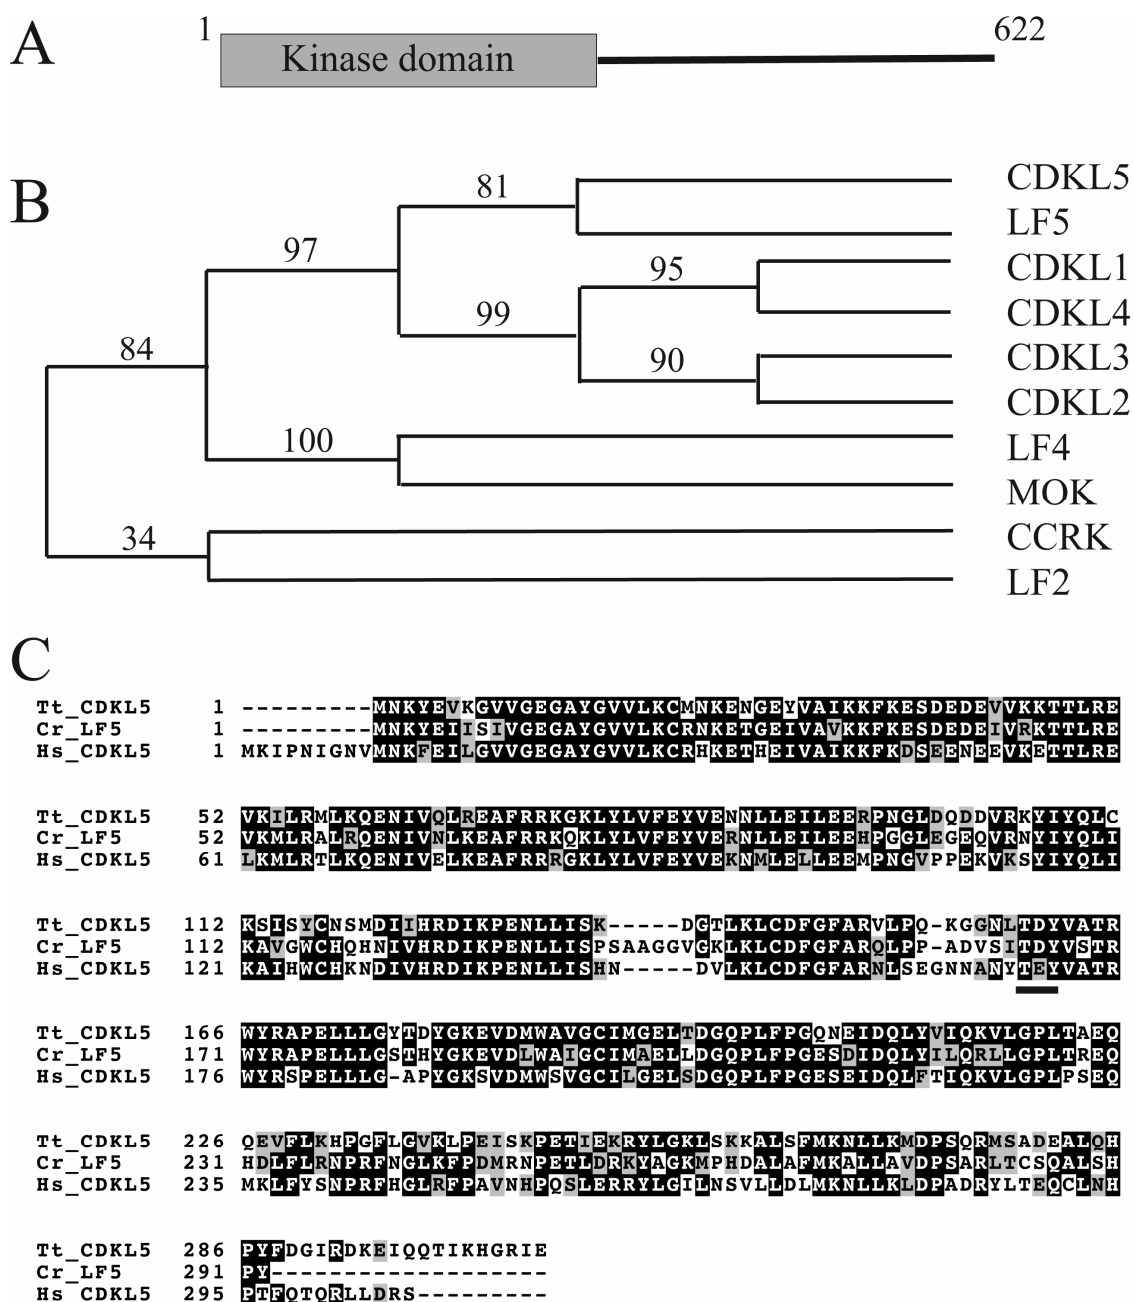 A
1
622
Kinase domain
B
81
CDKL5
LF5
97
95
CDKL1
99
CDKL4
84
90
CDKL3
CDKL2
100
LF4
MOK
34
CCRK
LF2
C
Tt_CDKL5 1 ---------MNKYEVKGVVGEGAYGVVLKCMNKENGEYVAIKKFKESDEDEVVKKTTLRE
Cr_LF5 1 ---------MNKYEIISIVGEGAYGVVLKCRNKETGEIVAVKKFKESDEDEIVRKTTLRE
Hs_CDKL5 1 MKIPNIGNVMNKFEILGVVGEGAYGVVLKCRHKETHEIVAIKKFKDSEENEEVKETTLRE
Tt_CDKL5 52 VKILRMLKQENIVQLREAFRRKGKLYLVFEYVENNLLEILEERPNGLDQDDVRKYIYQLC
Cr_LF5 52 VKMLRALRQENIVNLKEAFRRKQKLYLVFEYVERNLLEILEEHPGGLEGEQVRNYIYQLI
Hs_CDKL5 61 LKMLRTLKQENIVELKEAFRRRGKLYLVFEYVEKNMLELLEEMPNGVPPEKVKSYIYQLI
Tt_CDKL5 112 KSISYCNSMDIIHRDIKPENLLISK-----DGTLKLCDFGFARVLPQ-KGGNLTDYVATR
Cr_LF5 112 KAVGWCHQHNIVHRDIKPENLLISPSAAGGVGKLKLCDFGFARQLPP-ADVSITDYVSTR
Hs_CDKL5 121 KAIHWCHKNDIVHRDIKPENLLISHN-----DVLKLCDFGFARNLSEGNNANYTEYVATR
Tt_CDKL5 166 WYRAPELLLGYTDYGKEVDMWAVGCIMGELTDGQPLFPGQNEIDQLYVIQKVLGPLTAEQ
Cr_LF5 171 WYRAPELLLGSTHYGKEVDLWAIGCIMAELLDGQPLFPGESDIDQLYILQRLLGPLTREQ
Hs_CDKL5 176 WYRSPELLLG-APYGKSVDMWSVGCILGELSDGQPLFPGESEIDQLFTIQKVLGPLPSEQ
Tt_CDKL5 226 QEVFLKHPGFLGVKLPEISKPETIEKRYLGKLSKKALSFMKNLLKMDPSQRMSADEALQH
Cr_LF5 231 HDLFLRNPRFNGLKFPDMRNPETLDRKYAGKMPHDALAFMKALLAVDPSARLTCSQALSH
Hs_CDKL5 235 MKLFYSNPRFHGLRFPAVNHPQSLERRYLGILNSVLLDLMKNLLKLDPADRYLTEQCLNH
Tt_CDKL5 286 PYFDGIRDKEIQQTIKHGRIE
Cr_LF5 291 PY-------------------
Hs_CDKL5 295 PTFQTQRLLDRS---------